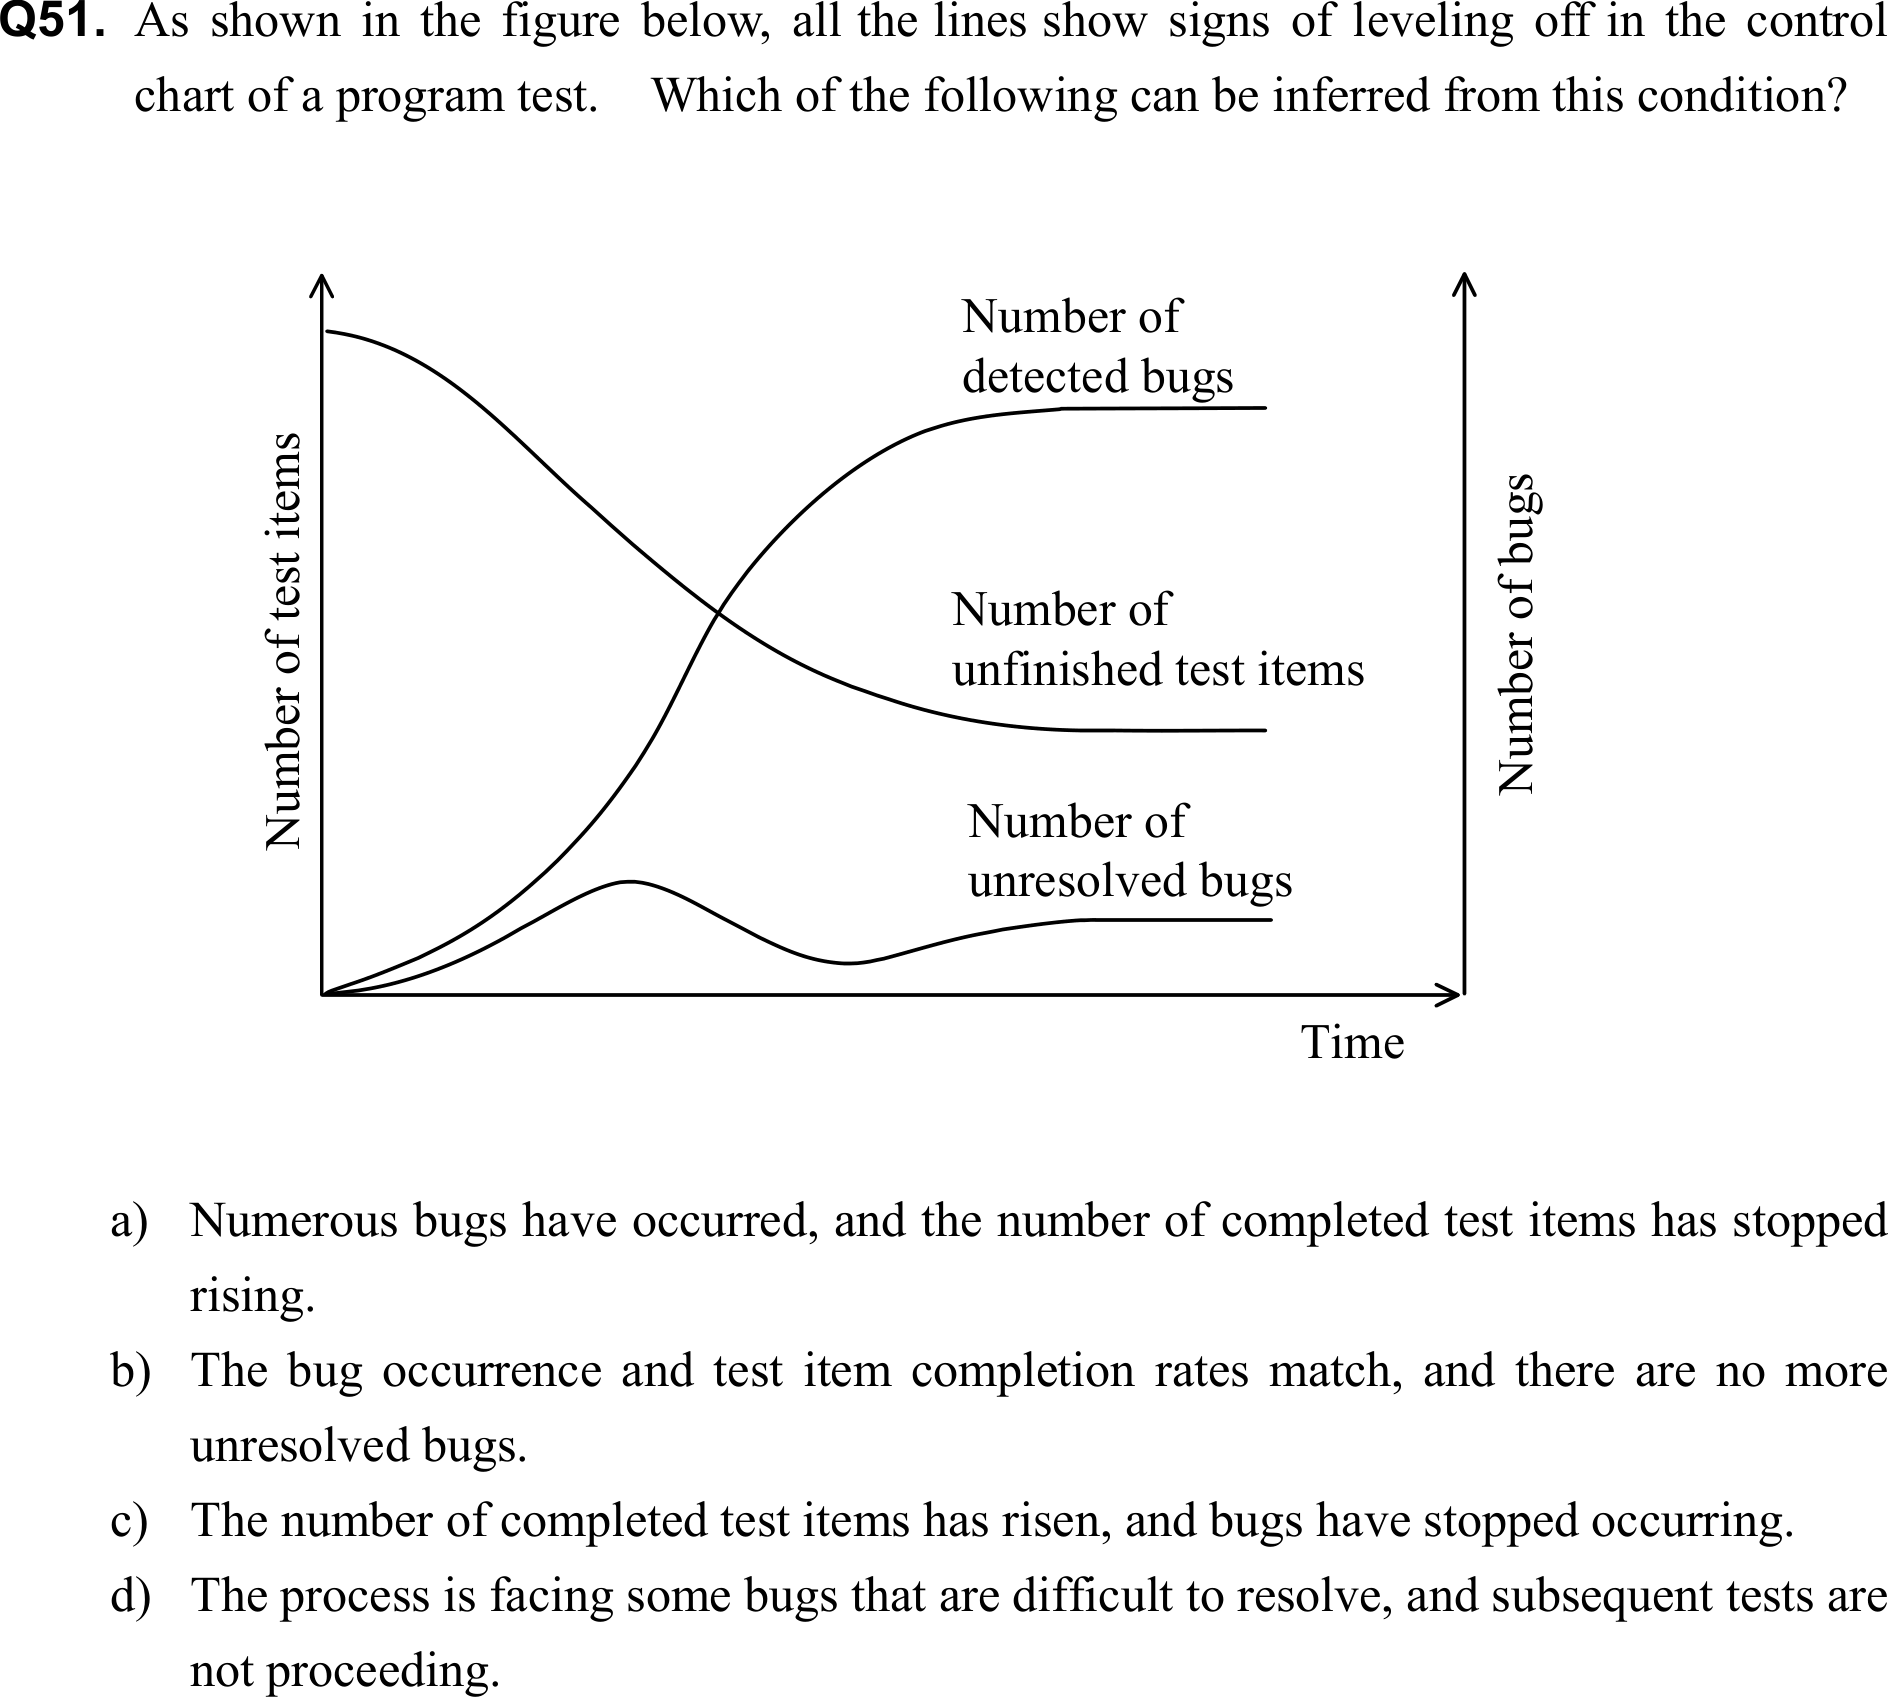 Q51. As shown in the figure below, all the lines show signs of leveling off in the control
chart of a program test. Which of the following can be inferred from this condition?
Number of
detected bugs
Number of test items
Number of bugs
Number of
unfinished test items
Number of
unresolved bugs
Time
a) Numerous bugs have occurred, and the number of completed test items has stopped
rising.
b) The bug occurrence and test item completion rates match, and there are no more
unresolved bugs.
c) The number of completed test items has risen, and bugs have stopped occurring.
d) The process is facing some bugs that are difficult to resolve, and subsequent tests are
not proceeding.